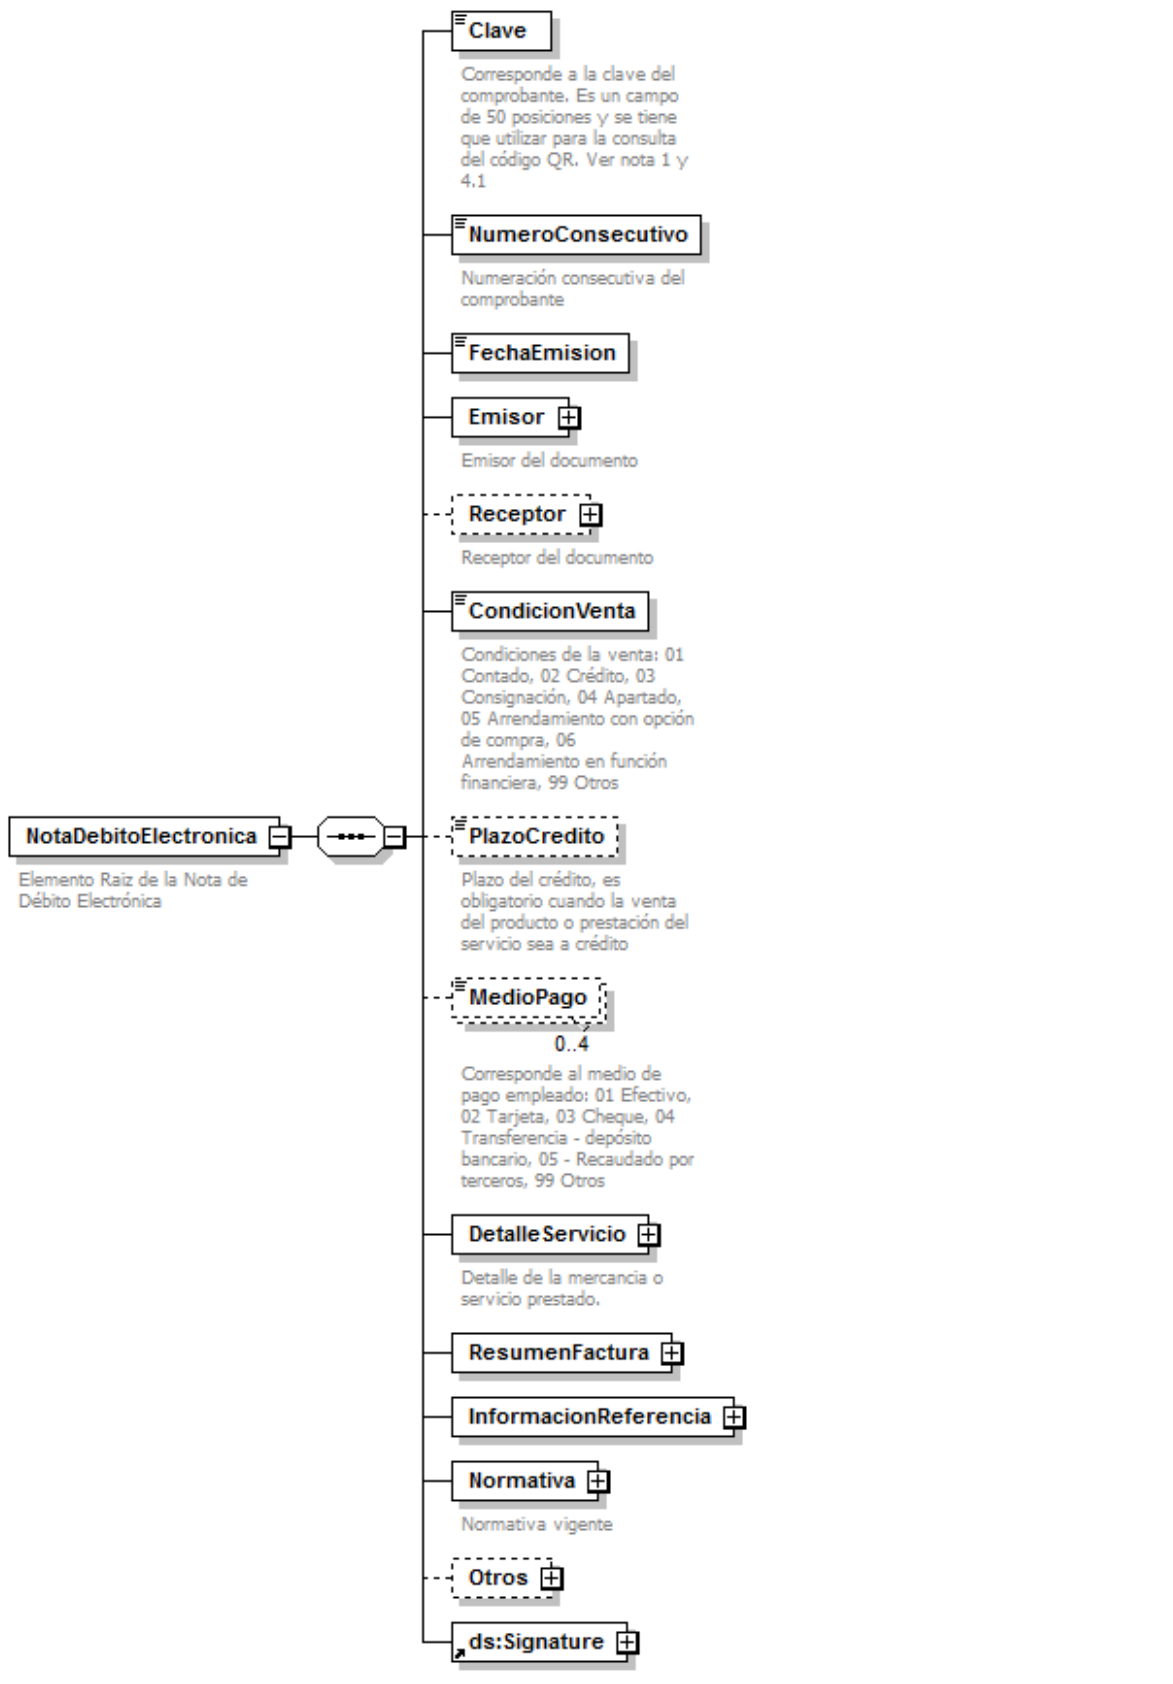 Clave
Corresponde a la clave del
comprobante. Es un campo
de 50 posiciones y se tiene
que utilizar para la consulta
del código QR. Ver nota 1 y
4.1
NumeroConsecutivo
Numeración consecutiva del
comprobante
FechaEmision
Emisor
Emisor del documento
Receptor
Receptor del documento
CondicionVenta
Condiciones de la venta: 01
Contado, 02 Crédito, 03
Consignación, 04 Apartado,
05 Arrendamiento con opción
de compra, 06
Arrendamiento en función
financiera, 99 Otros
NotaDebitoElectronica
Elemento Raiz de la Nota de
Débito Electrónica
PlazoCredito
Plazo del crédito, es
obligatorio cuando la venta
del producto o prestación del
servicio sea a crédito
MedioPago
0..4
Corresponde al medio de
pago empleado: 01 Efectivo,
02 Tarjeta, 03 Cheque, 04
Transferencia - depósito
bancario, 05 - Recaudado por
terceros, 99 Otros
DetalleServicio
Detalle de la mercancia o
servicio prestado.
ResumenFactura
InformacionReferencia
Normativa
Normativa vigente
Otros
ds:Signature